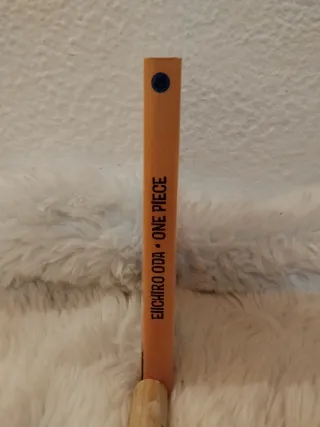 EIICHIRO ODA • ONE PIECE